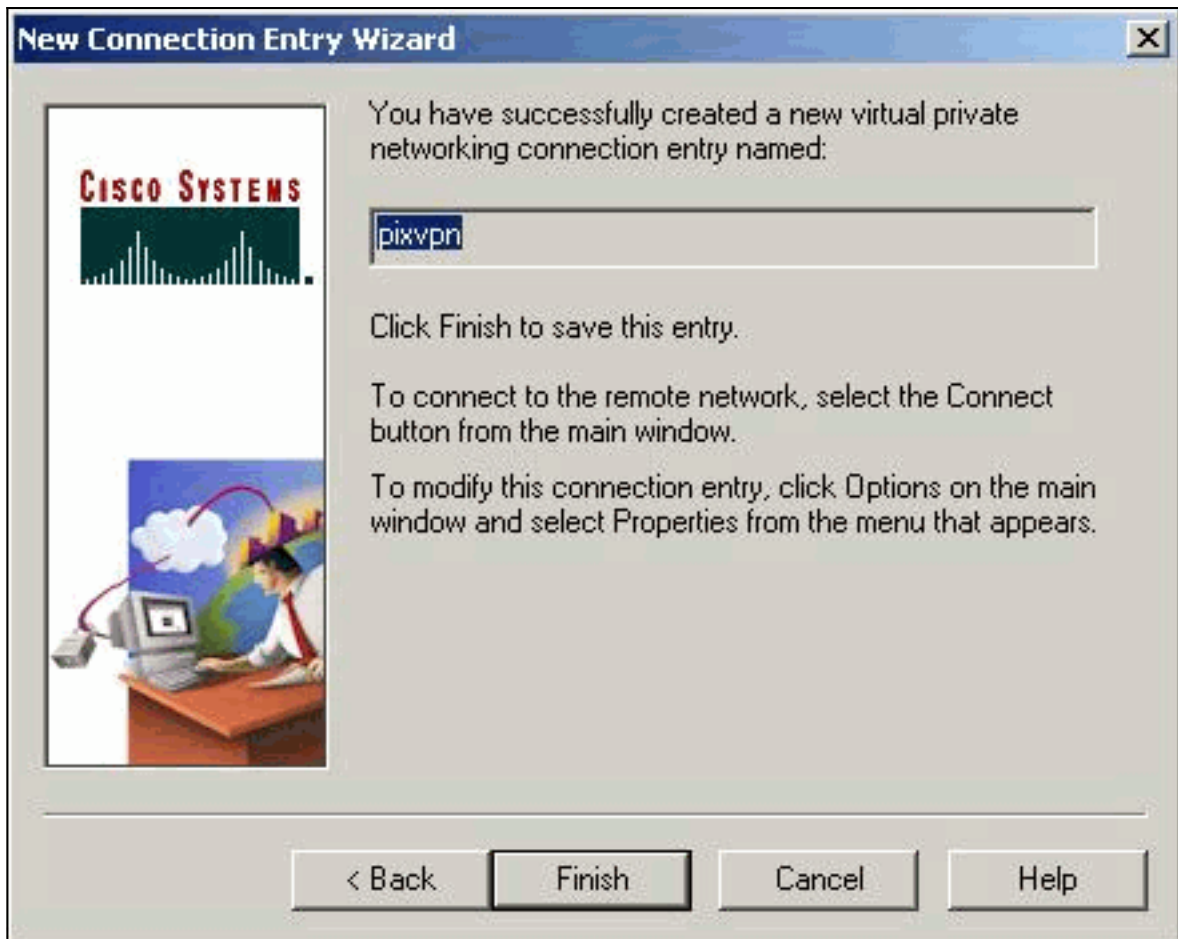 New Connection Entry Wizard
CISCO SYSTEMS
You have successfully created a new virtual private
networking connection entry named:
pixvpn
Click Finish to save this entry.
To connect to the remote network, select the Connect
button from the main window.
To modify this connection entry, click Options on the main
window and select Properties from the menu that appears.
< Back
Finish
Cancel
Help